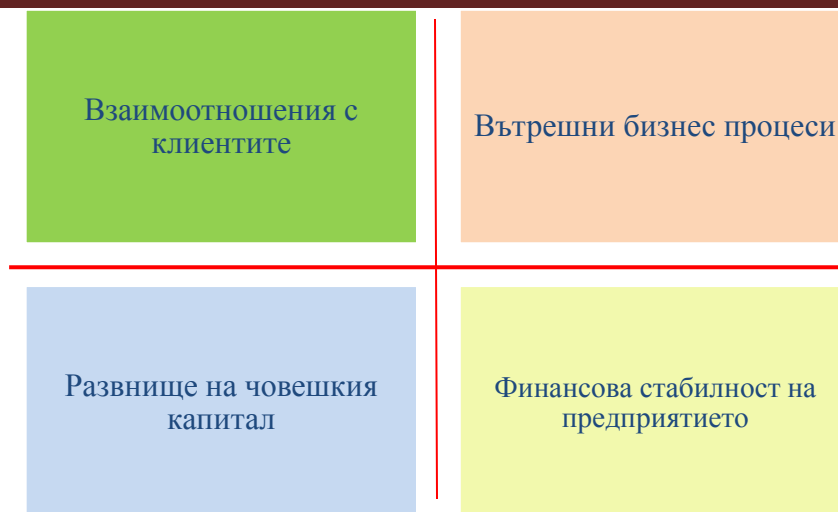 Взаимоотношения с
клиентите
Вътрешни бизнес процеси
Развнище на човешкия
капитал
Финансова стабилност на
предприятието